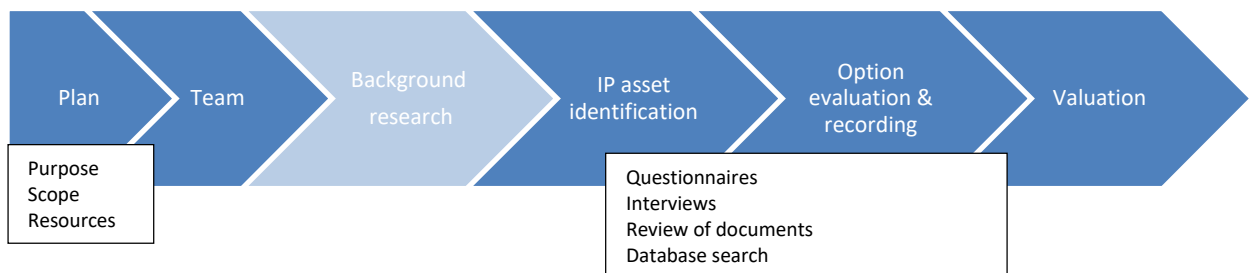 Plan
Team
Background
research
IP asset
identification
Option
evaluation &
recording
Valuation
Purpose
Scope
Resources
Questionnaires
Interviews
Review of documents
Database search